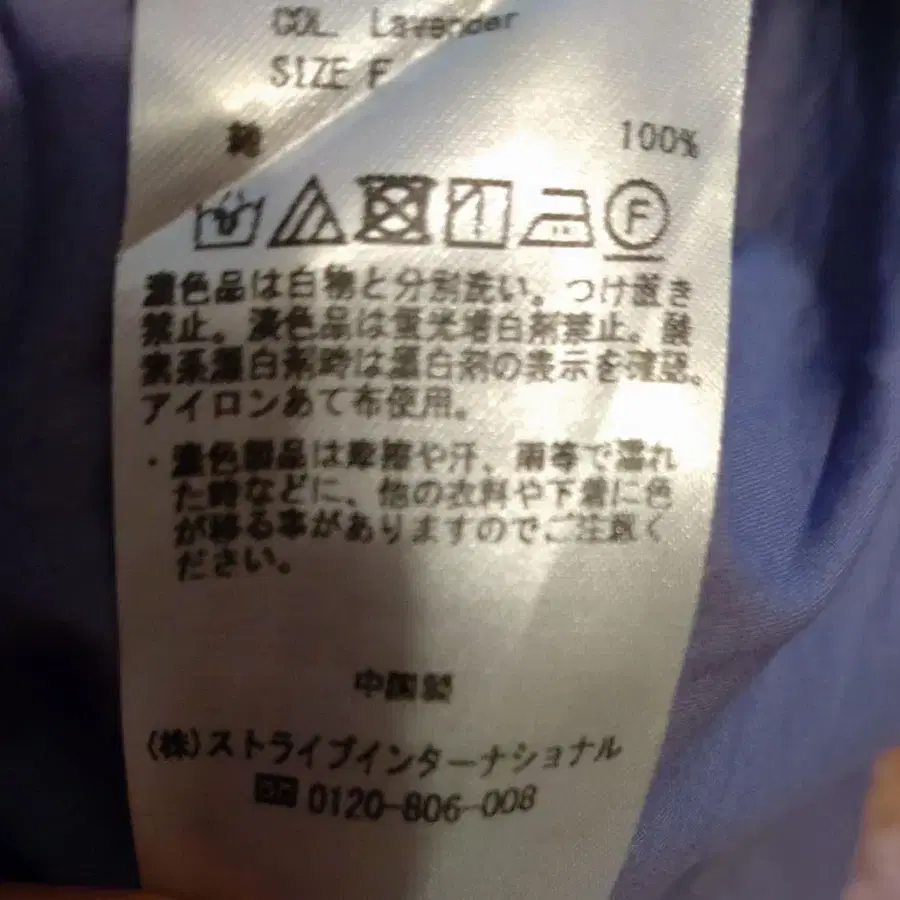 COL. Lavender
SIZE F
綿 100%
F
濃色品は白物と分別洗い。つけ置き
禁止。濃色品は蛍光増白剤禁止。酸
素系漂白剤時は蛋白剤の表示を確認。
アイロンあて布使用。
・濃色製品は摩擦や汗、雨等で濡れ
た時などに、他の衣料や下着に色
が移る事がありますのでご注意く
ださい。
中国製
(株)ストライプインターナショナル
0120-806-008